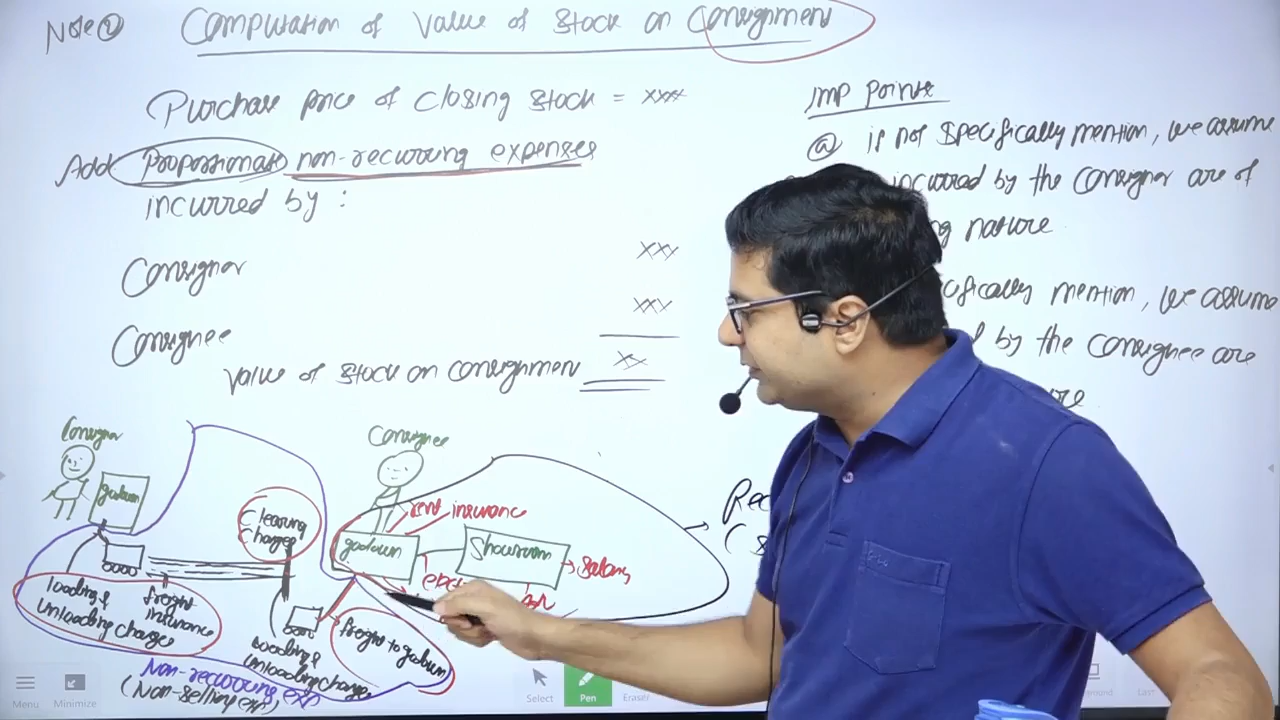 Note ②
Computation of Value of Stock on Consignment
Purchase price of Closing Stock = xxxx
Add Proportionate non-recurring expenses
incurred by :
Consignor xxx
Consignee xxx
Value of Stock on Consignment xx
IMP Points
ⓐ is not specifically mention, we assume
incurred by the Consignor are of
nature
mention, we assume
by the Consignee are
Consignor
godown
loading &
unloading charges
freight
insurance
Clearing
Charges
loading &
unloading charges
freight to godown
Non-recurring exp
(Non-selling exp)
Consignee
godown
rent
insurance
Showroom
Salary
Menu
Minimize
Select
Pen
Eraser